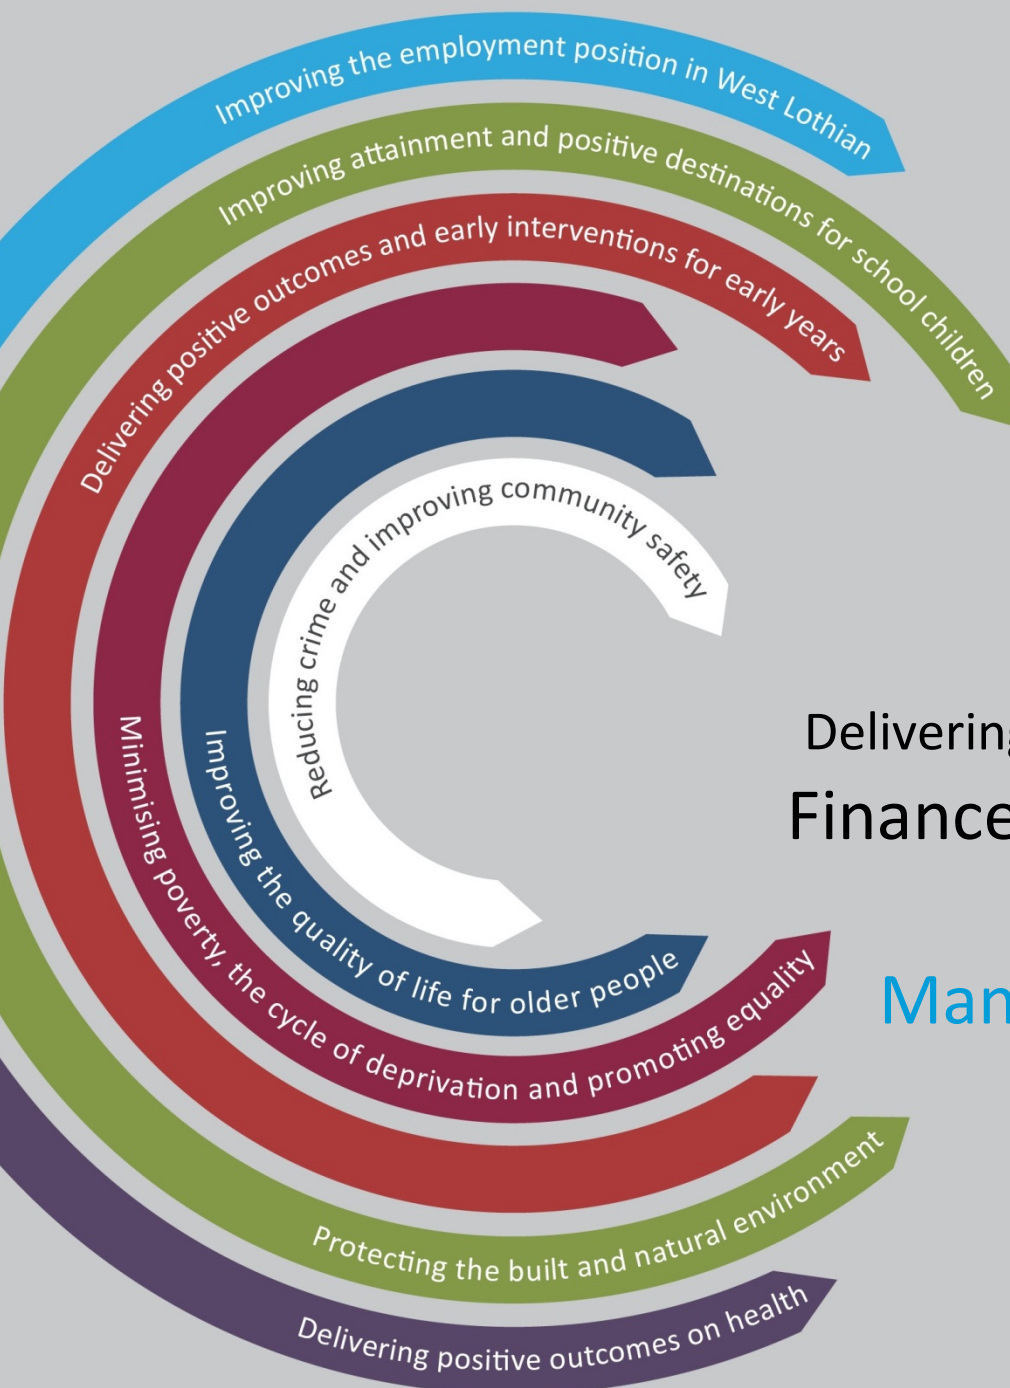 Improving the employment position in West Lothian
Improving attainment and positive destinations for school children
Delivering positive outcomes and early interventions for early years
Reducing crime and improving community safety
Minimising poverty, the cycle of deprivation and promoting equality
Improving the quality of life for older people
Delivering
Finance
Man
Protecting the built and natural environment
Delivering positive outcomes on health